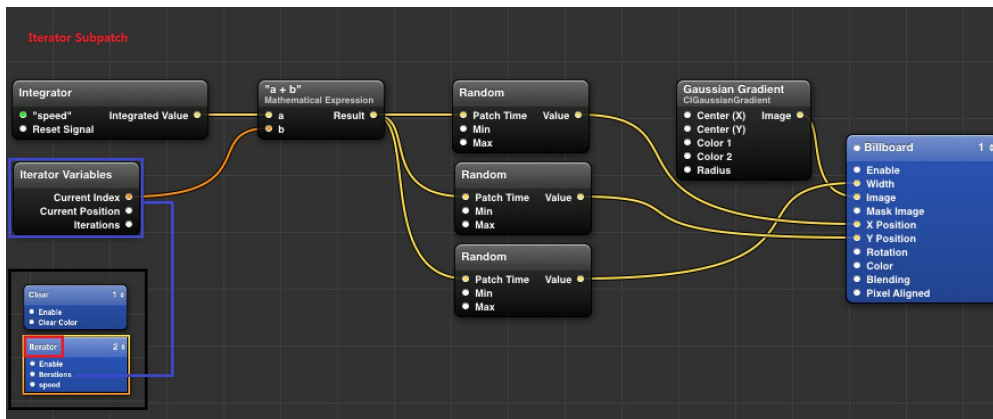 Iterator Subpatch
Integrator
"speed" Integrated Value
Reset Signal
"a + b"
Mathematical Expression
a Result
b
Random
Patch Time Value
Min
Max
Gaussian Gradient
CIGaussianGradient
Center (X) Image
Center (Y)
Color 1
Color 2
Radius
Billboard 1
Enable
Width
Image
Mask Image
X Position
Y Position
Rotation
Color
Blending
Pixel Aligned
Iterator Variables
Current Index
Current Position
Iterations
Random
Patch Time Value
Min
Max
Random
Patch Time Value
Min
Max
Clear 1
Enable
Clear Color
Iterator 2
Enable
Iterations
speed